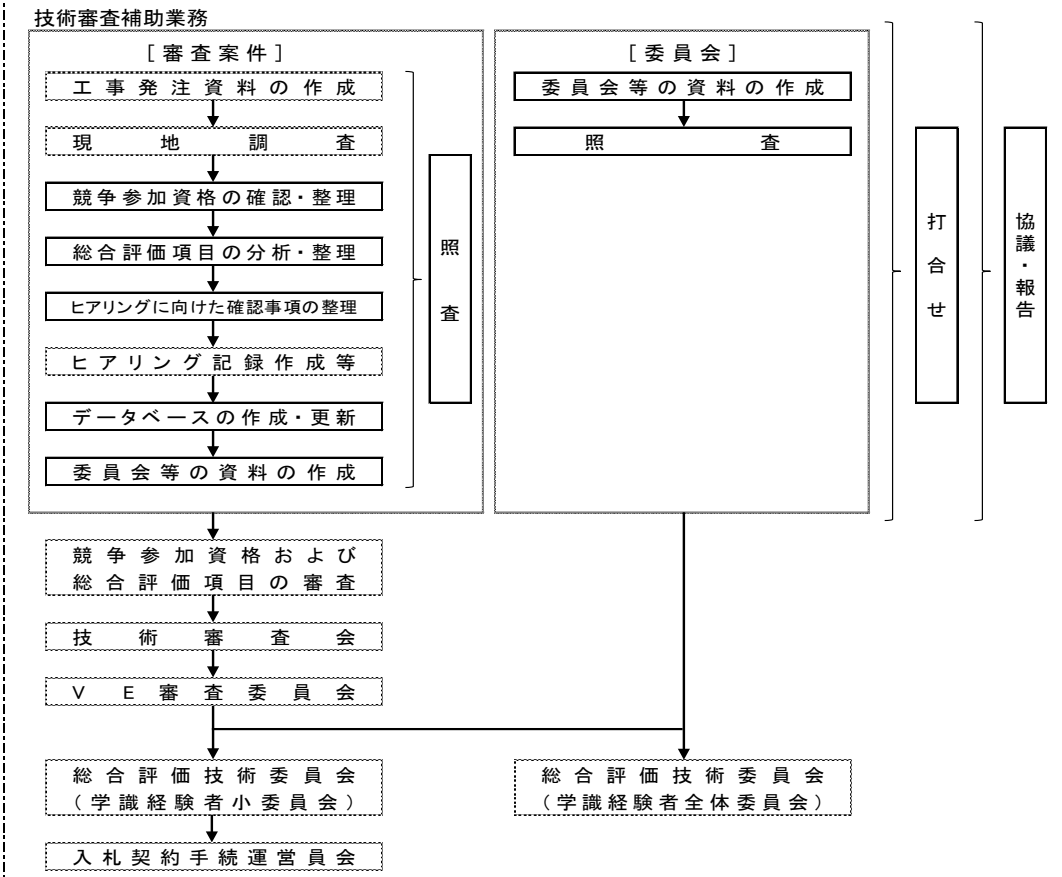 技術審査補助業務
[審査案件]
工事発注資料の作成
現地調査
競争参加資格の確認・整理
総合評価項目の分析・整理
ヒアリングに向けた確認事項の整理
ヒアリング記録作成等
データベースの作成・更新
委員会等の資料の作成
照査
[委員会]
委員会等の資料の作成
照査
打合せ
協議・報告
競争参加資格および
総合評価項目の審査
技術審査会
VE審査委員会
総合評価技術委員会
(学識経験者小委員会)
総合評価技術委員会
(学識経験者全体委員会)
入札契約手続運営員会